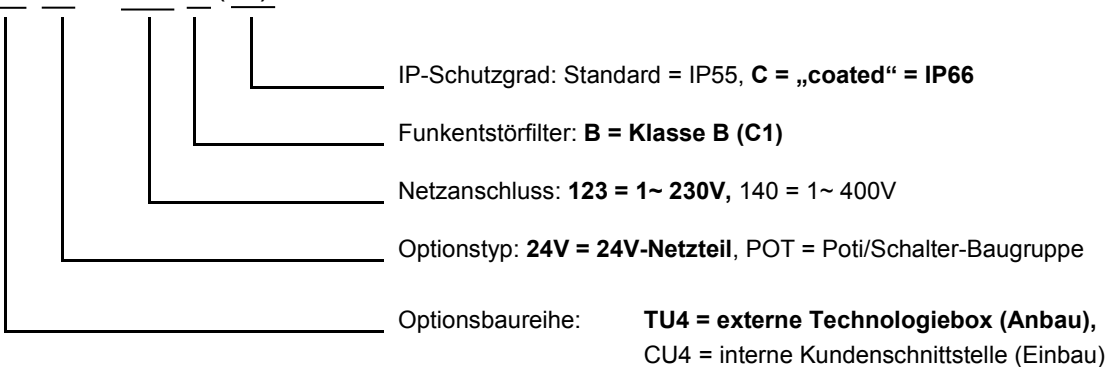 IP-Schutzgrad: Standard = IP55, C = „coated“ = IP66
Funkentstörfilter: B = Klasse B (C1)
Netzanschluss: 123 = 1~ 230V, 140 = 1~ 400V
Optionstyp: 24V = 24V-Netzteil, POT = Poti/Schalter-Baugruppe
Optionsbaureihe: TU4 = externe Technologiebox (Anbau),
CU4 = interne Kundenschnittstelle (Einbau)